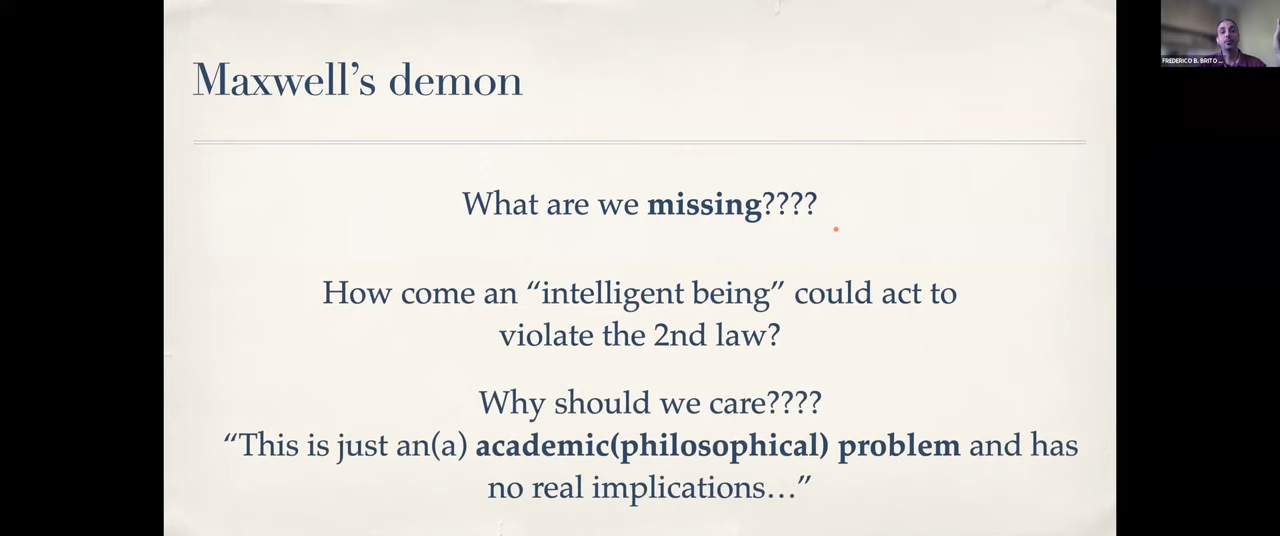 Maxwell's demon
FREDERICO B. BRITO ...
What are we missing????
How come an “intelligent being” could act to
violate the 2nd law?
Why should we care????
“This is just an(a) academic(philosophical) problem and has
no real implications…”